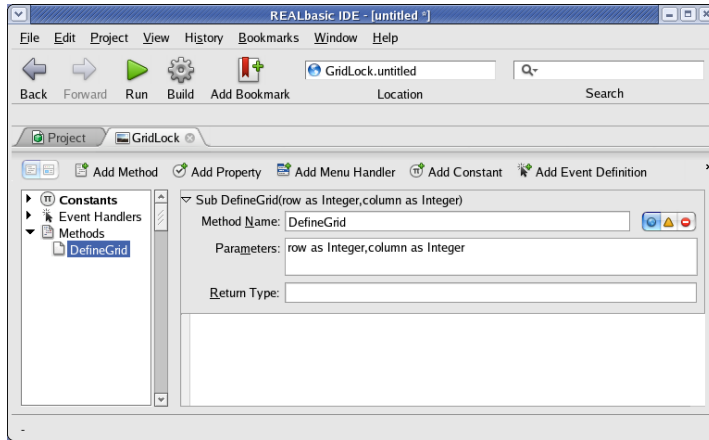 REALbasic IDE - [untitled *]
File Edit Project View History Bookmarks Window Help
GridLock.untitled
Back Forward Run Build Add Bookmark Location Search
Project GridLock
Add Method Add Property Add Menu Handler Add Constant Add Event Definition
Constants
Event Handlers
Methods
DefineGrid
Sub DefineGrid(row as Integer,column as Integer)
Method Name: DefineGrid
Parameters: row as Integer,column as Integer
Return Type:
-